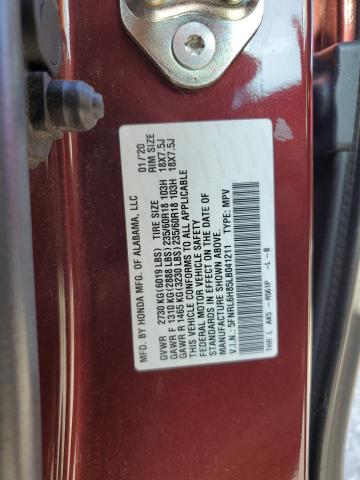 MFD. BY HONDA MFG. OF ALABAMA, LLC 01/'20
GVWR 2730 KG (6019 LBS) TIRE SIZE RIM SIZE
GAWR F 1310 KG (2888 LBS) 235/60R18 103H 18X7.5J
GAWR R 1465 KG (3230 LBS) 235/60R18 103H 18X7.5J
THIS VEHICLE CONFORMS TO ALL APPLICABLE
FEDERAL MOTOR VEHICLE SAFETY
STANDARDS IN EFFECT ON THE DATE OF
MANUFACTURE SHOWN ABOVE.
V.I.N.: 5FNRL6H85LB041211 TYPE: MPV
THR L AK5 - R561P -L -B